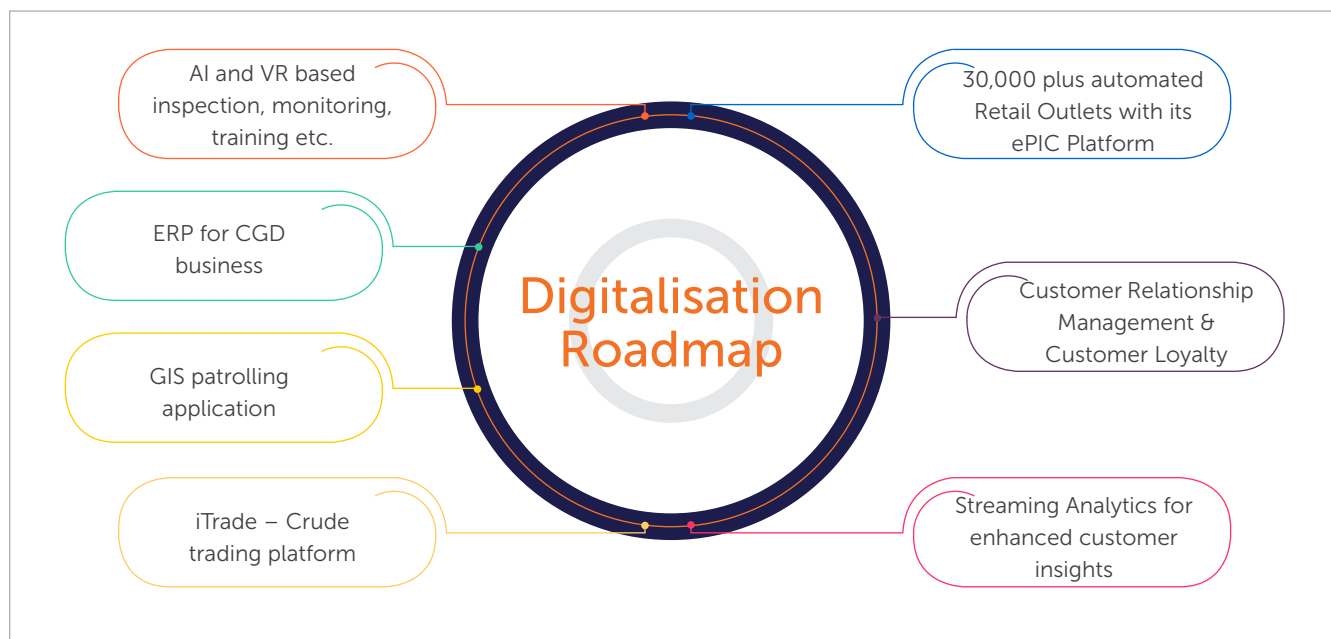 AI and VR based
inspection, monitoring,
training etc.
ERP for CGD
business
GIS patrolling
application
iTrade – Crude
trading platform
Digitalisation
Roadmap
30,000 plus automated
Retail Outlets with its
ePIC Platform
Customer Relationship
Management &
Customer Loyalty
Streaming Analytics for
enhanced customer
insights